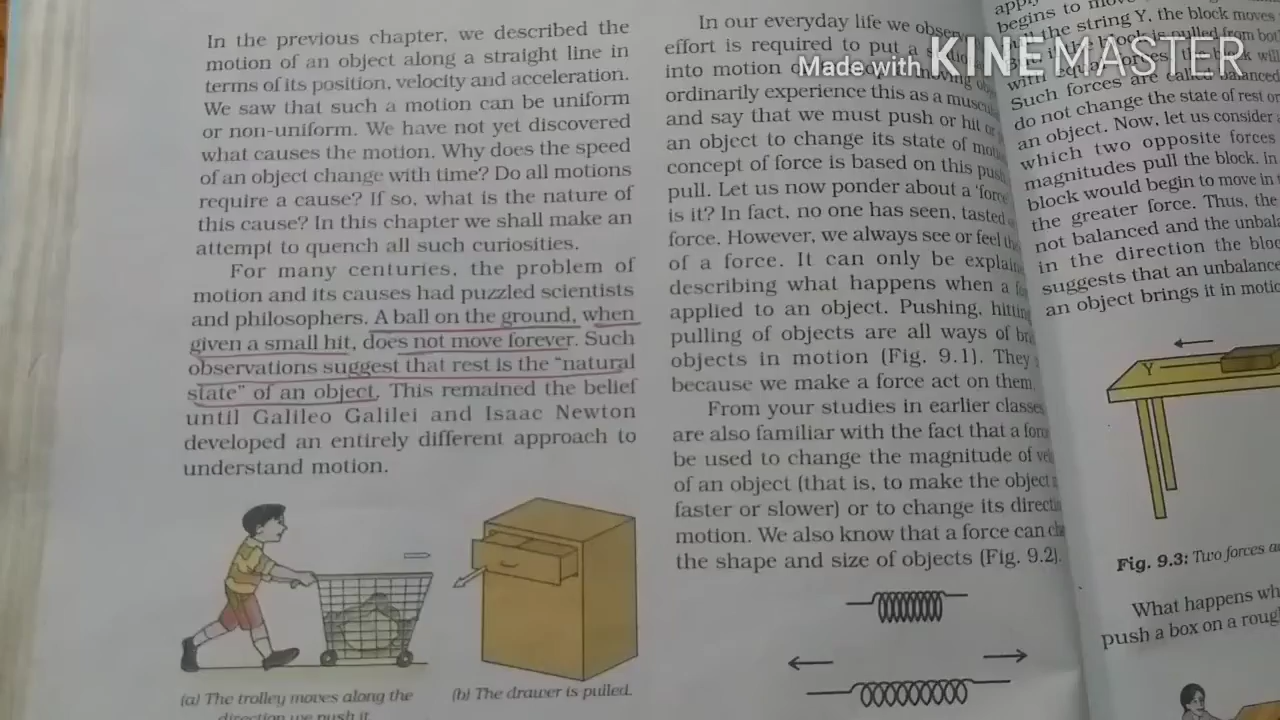 In the previous chapter, we described the
motion of an object along a straight line in
terms of its position, velocity and acceleration.
We saw that such a motion can be uniform
or non-uniform. We have not yet discovered
what causes the motion. Why does the speed
of an object change with time? Do all motions
require a cause? If so, what is the nature of
this cause? In this chapter we shall make an
attempt to quench all such curiosities.
For many centuries, the problem of
motion and its causes had puzzled scientists
and philosophers. A ball on the ground, when
given a small hit, does not move forever. Such
observations suggest that rest is the “natural
state” of an object. This remained the belief
until Galileo Galilei and Isaac Newton
developed an entirely different approach to
understand motion.
(a) The trolley moves along the
direction we push it
(b) The drawer is pulled.
In our everyday life we
effort is required to put a
into motion
ordinarily experience this as a
and say that we must push or hit or
an object to change its state of
concept of force is based on this
pull. Let us now ponder about a
is it? In fact, no one has seen, tasted
force. However, we always see or feel
of a force. It can only be
describing what happens when a
applied to an object. Pushing,
pulling of objects are all ways of
objects in motion (Fig. 9.1). They
because we make a force act on them.
From your studies in earlier classes
are also familiar with the fact that a
be used to change the magnitude of
of an object (that is, to make the object
faster or slower) or to change its
motion. We also know that a force can
the shape and size of objects (Fig. 9.2).
begins to
the string Y, the block moves
is pulled from
with equal forces, the
Such forces are called balanced
do not change the state of rest or
an object. Now, let us consider
which two opposite forces
magnitudes pull the block. In
block would begin to move in
the greater force. Thus, the
not balanced and the
in the direction the
suggests that an
an object brings it in
Y
Fig. 9.3: Two forces
What happens
push a box on a
Made with KINEMASTER